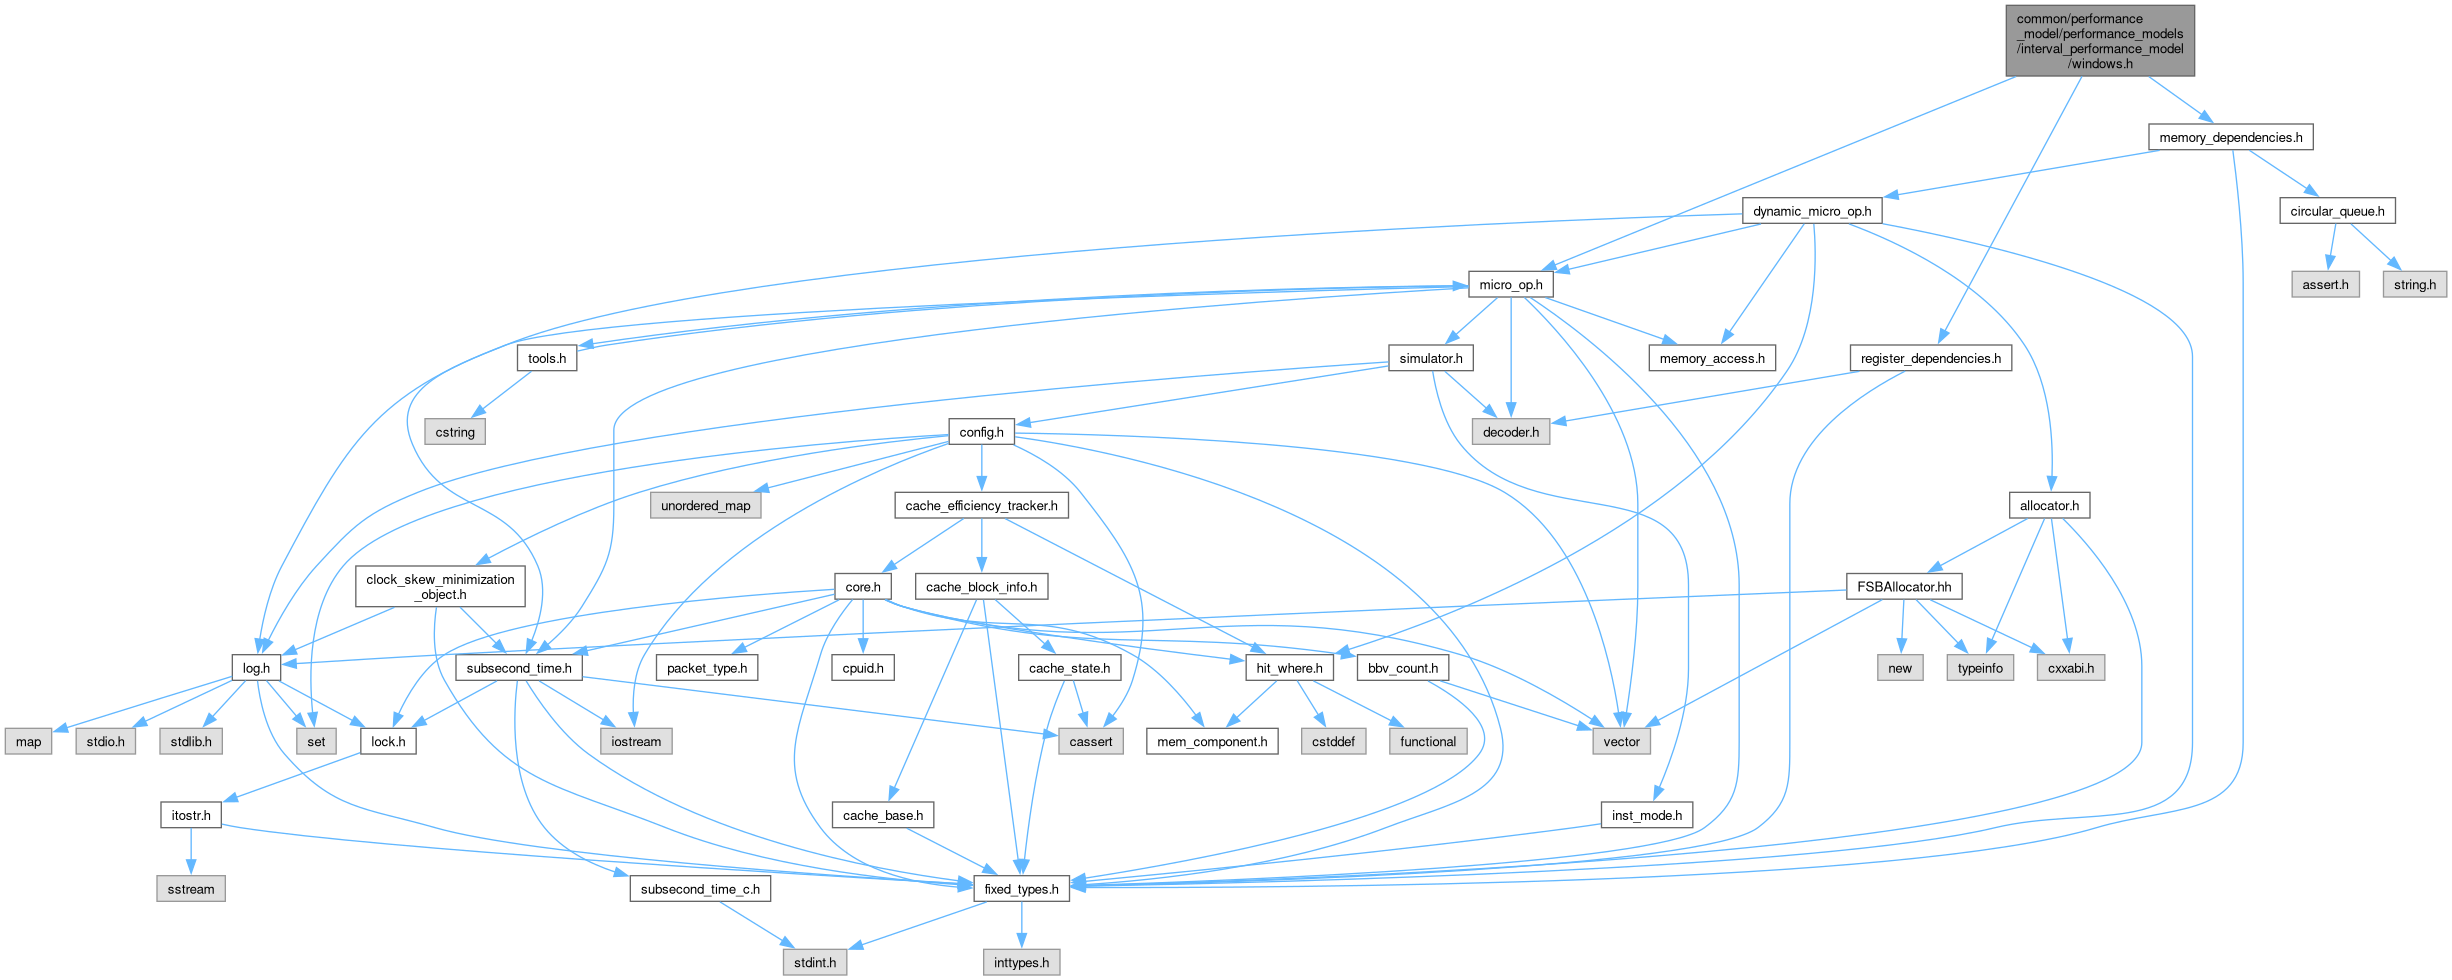 common/performance
_model/performance_models
/interval_performance_model
/windows.h
memory_dependencies.h
dynamic_micro_op.h
circular_queue.h
micro_op.h
assert.h
string.h
tools.h
simulator.h
memory_access.h
register_dependencies.h
cstring
config.h
decoder.h
unordered_map
cache_efficiency_tracker.h
allocator.h
clock_skew_minimization
_object.h
core.h
cache_block_info.h
FSBAllocator.hh
log.h
subsecond_time.h
packet_type.h
cpuid.h
cache_state.h
hit_where.h
bbv_count.h
new
typeinfo
cxxabi.h
map
stdio.h
stdlib.h
set
lock.h
iostream
cassert
mem_component.h
cstddef
functional
vector
itostr.h
cache_base.h
inst_mode.h
sstream
subsecond_time_c.h
fixed_types.h
stdint.h
inttypes.h